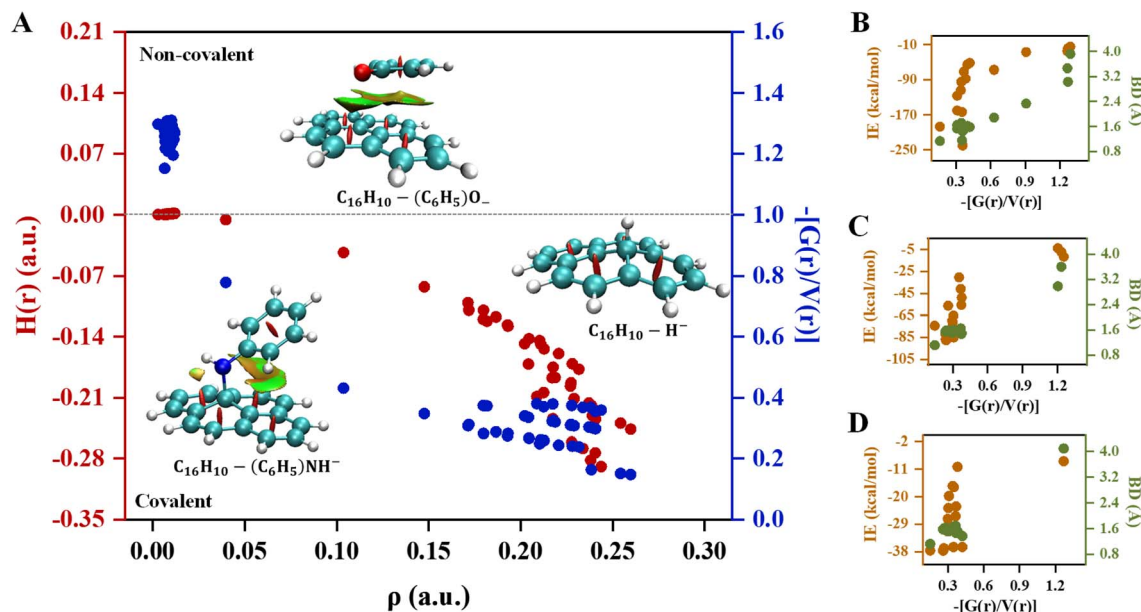 A
0.21
0.14
0.07
0.00
-0.07
-0.14
-0.21
-0.28
-0.35
H(r) (a.u.)
Non-covalent
C₁₆H₁₀ – (C₆H₅)O_
C₁₆H₁₀ – H⁻
C₁₆H₁₀ – (C₆H₅)NH⁻
Covalent
1.6
1.4
1.2
1.0
0.8
0.6
0.4
0.2
0.0
-[G(r)/V(r)]
0.00 0.05 0.10 0.15 0.20 0.25 0.30
ρ (a.u.)
B
IE (kcal/mol)
-10
-90
-170
-250
4.0
3.2
2.4
1.6
0.8
BD (Å)
0.3 0.6 0.9 1.2
-[G(r)/V(r)]
C
IE (kcal/mol)
-5
-25
-45
-65
-85
-105
4.0
3.2
2.4
1.6
0.8
BD (Å)
0.3 0.6 0.9 1.2
-[G(r)/V(r)]
D
IE (kcal/mol)
-2
-11
-20
-29
-38
4.0
3.2
2.4
1.6
0.8
BD (Å)
0.3 0.6 0.9 1.2
-[G(r)/V(r)]